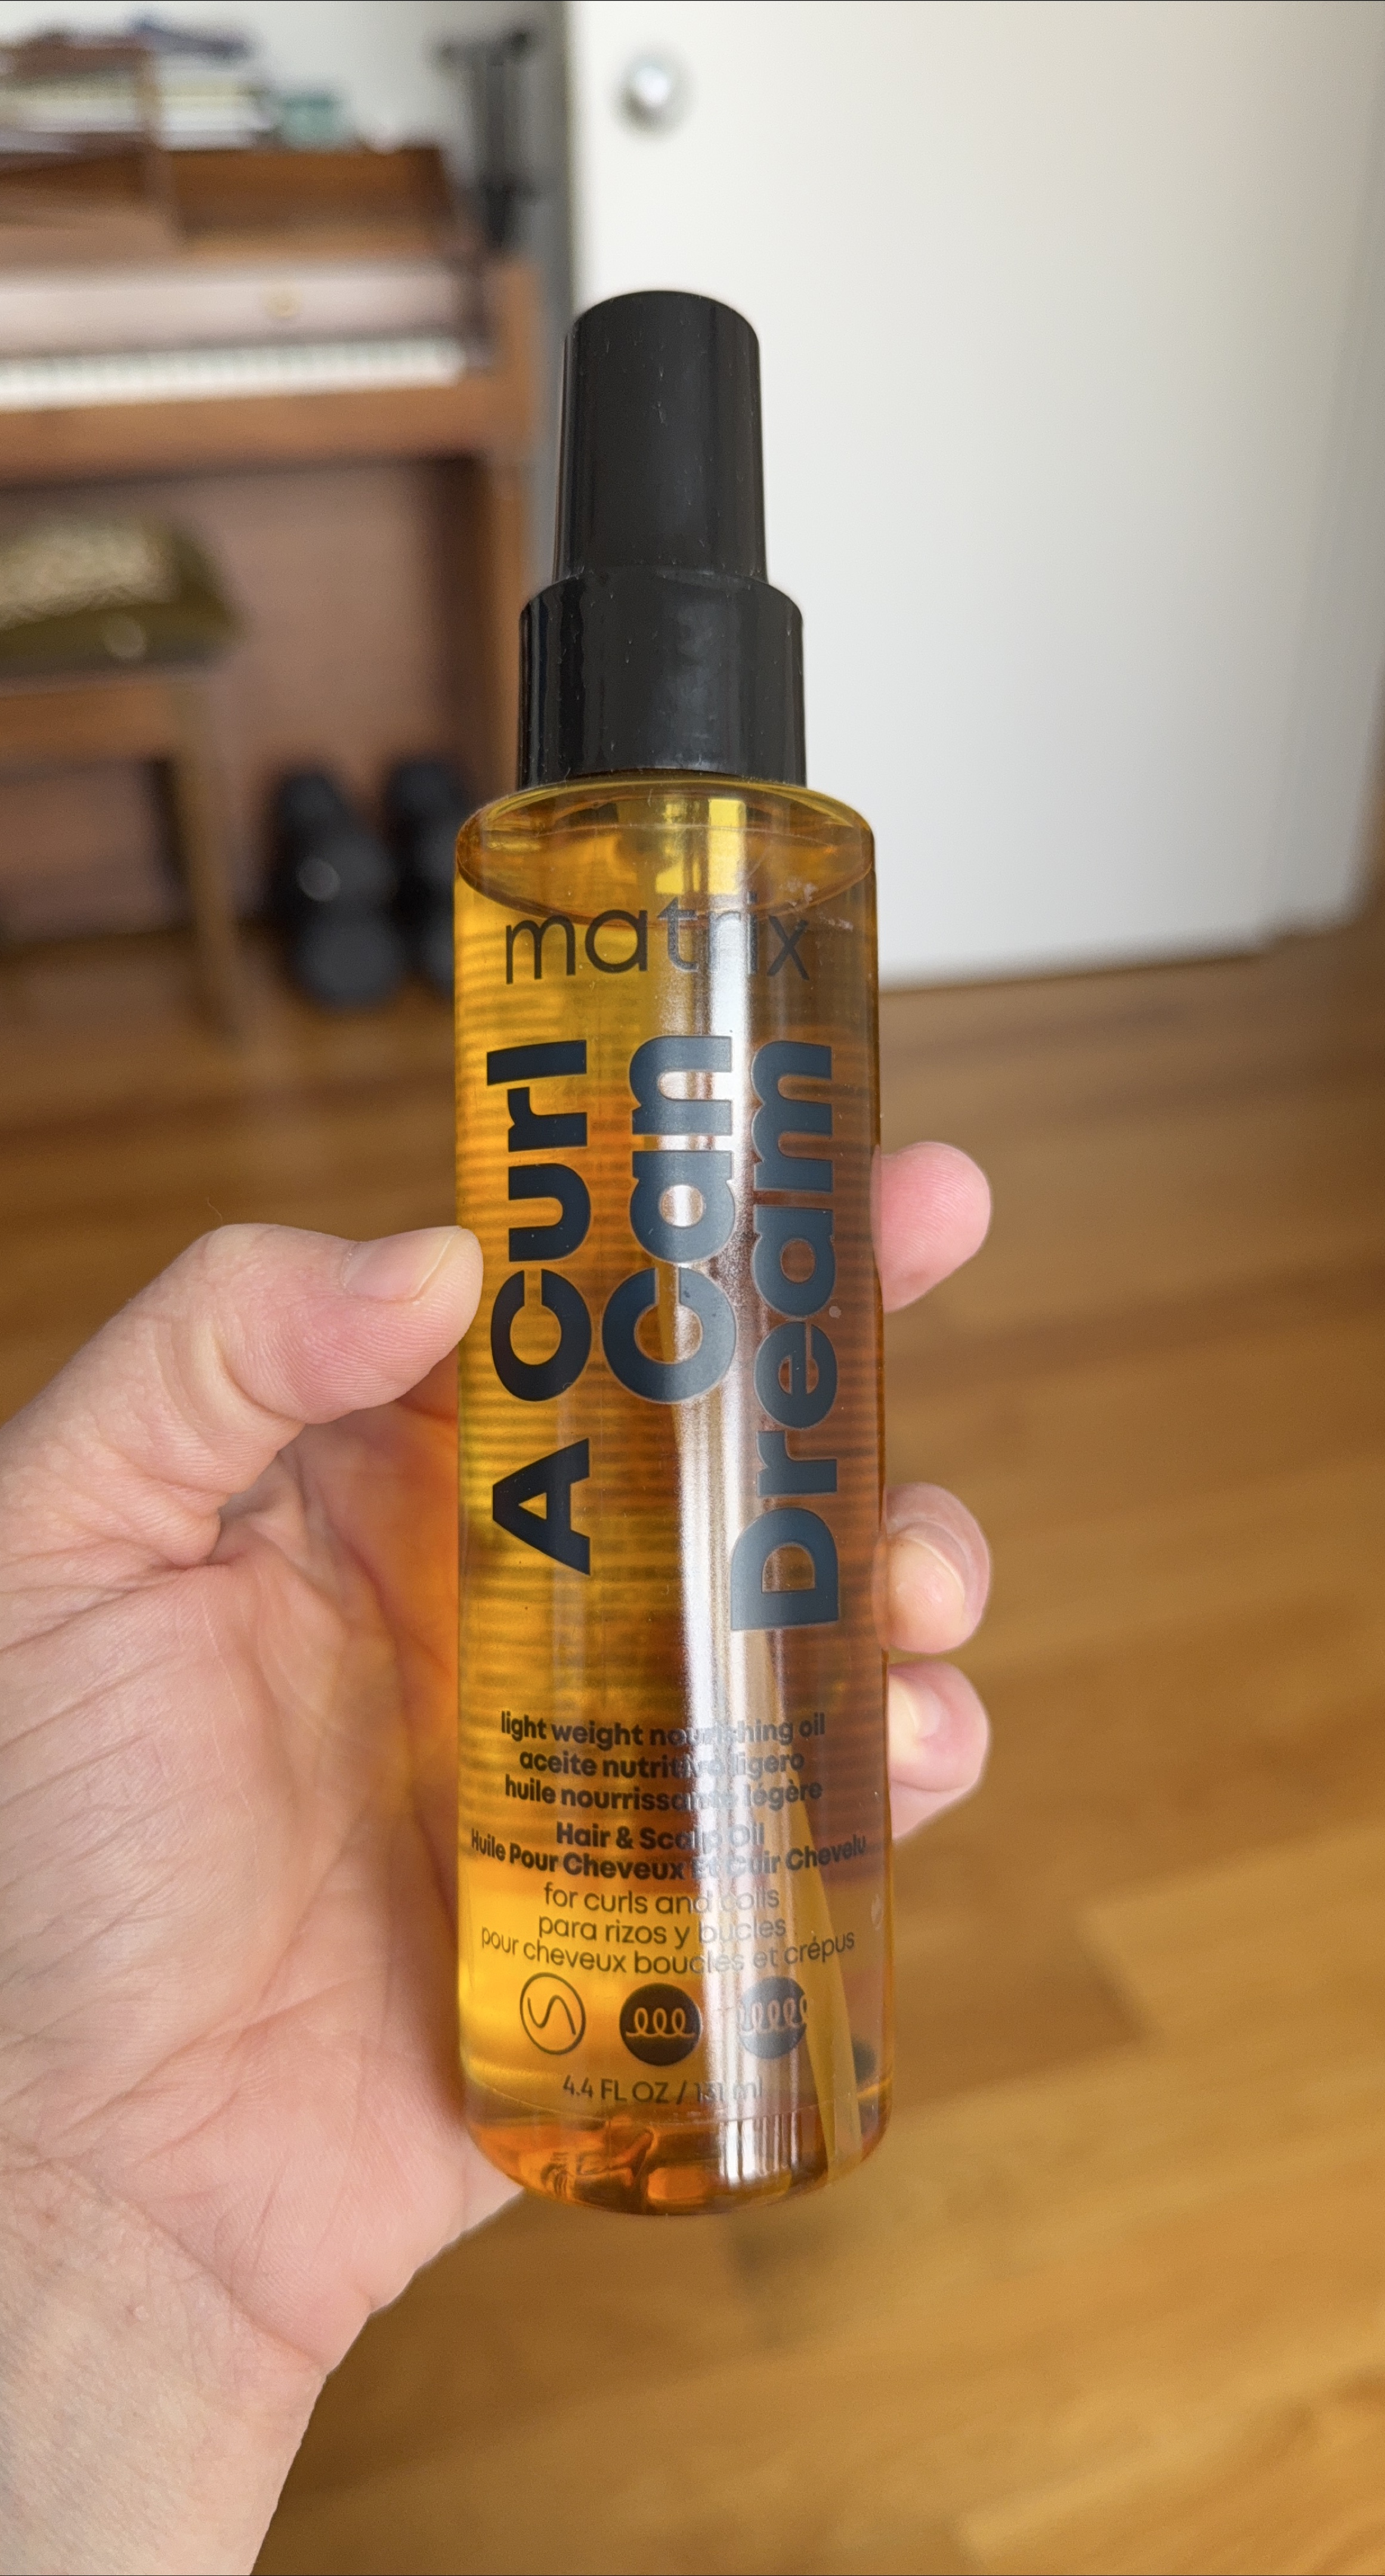 matrix
A Curl
Can
Dream
light weight nourishing oil
aceite nutritivo ligero
huile nourrissante légère
Hair & Scalp Oil
Huile Pour Cheveux Et Cuir Chevelu
for curls and coils
para rizos y bucles
pour cheveux bouclés et crépus
4.4 FL OZ / 131 ml